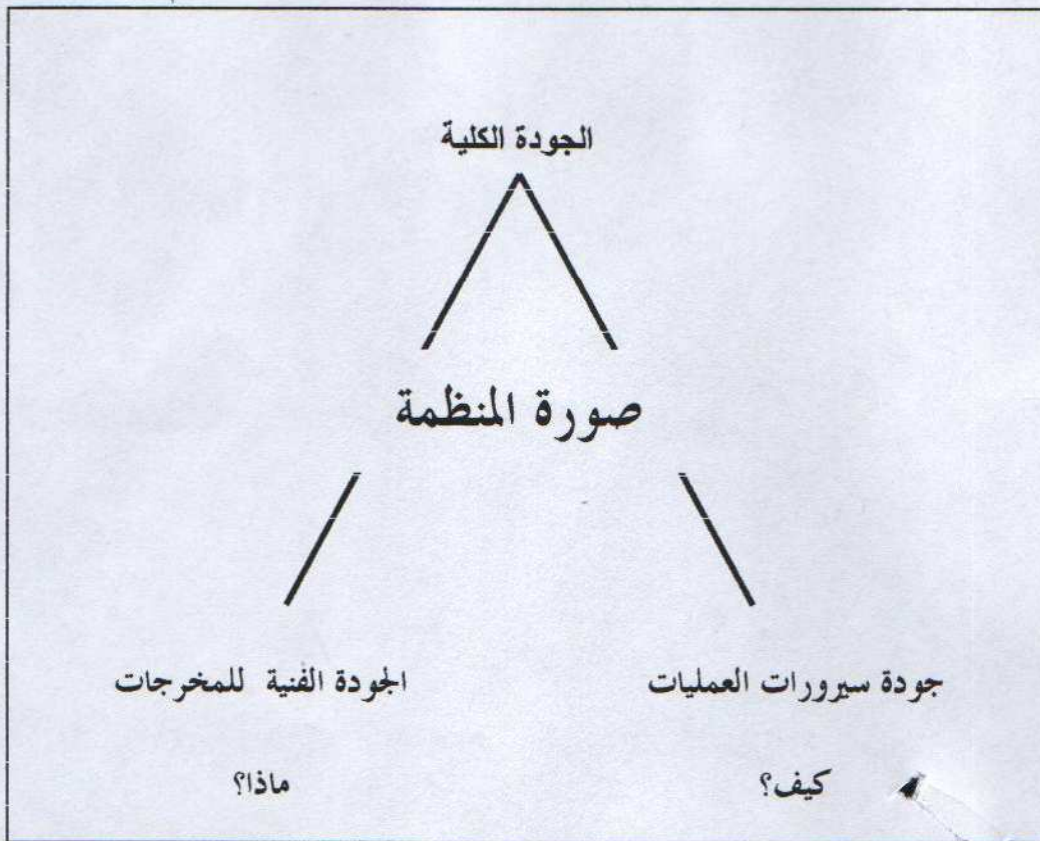 الجودة الكلية
صورة المنظمة
جودة سيرورات العمليات
الجودة الفنية للمخرجات
كيف؟
ماذا؟